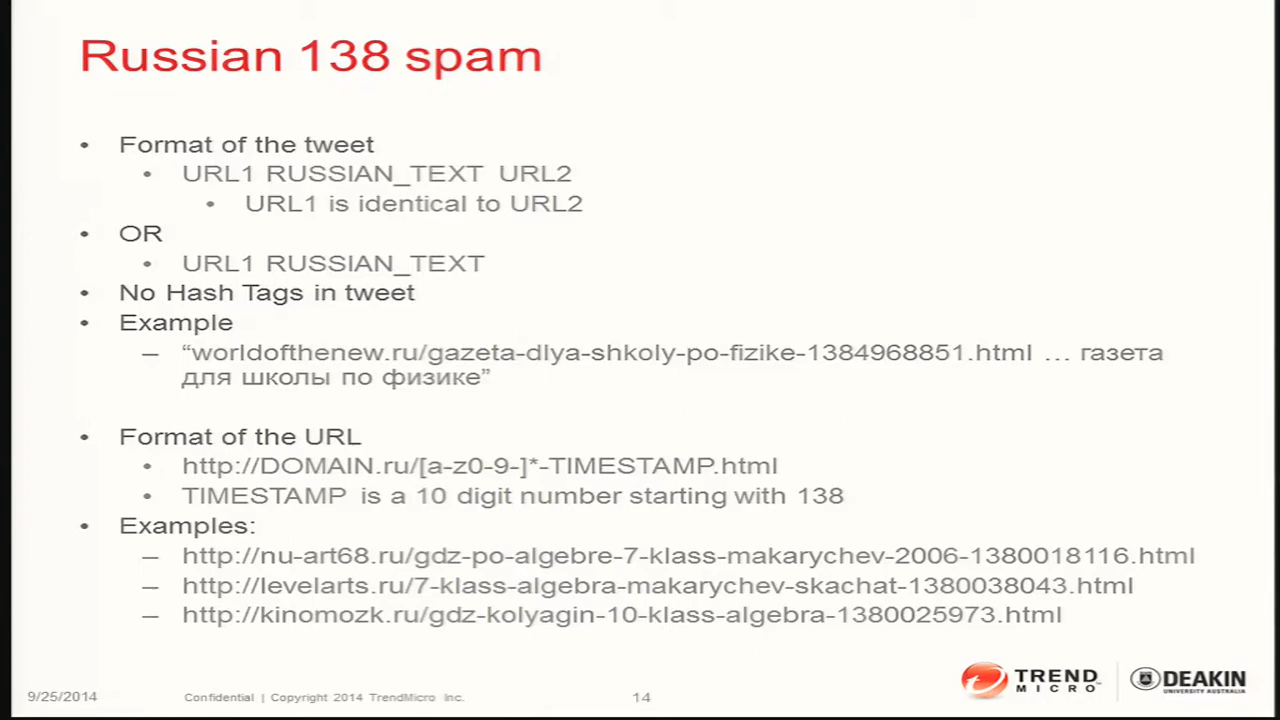 Russian 138 spam
• Format of the tweet
• URL1 RUSSIAN_TEXT URL2
• URL1 is identical to URL2
• OR
• URL1 RUSSIAN_TEXT
• No Hash Tags in tweet
• Example
– “worldofthenew.ru/gazeta-dlya-shkoly-po-fizike-1384968851.html … газета
для школы по физике”
• Format of the URL
• http://DOMAIN.ru/[a-z0-9-]*-TIMESTAMP.html
• TIMESTAMP is a 10 digit number starting with 138
• Examples:
– http://nu-art68.ru/gdz-po-algebre-7-klass-makarychev-2006-1380018116.html
– http://levelarts.ru/7-klass-algebra-makarychev-skachat-1380038043.html
– http://kinomozk.ru/gdz-kolyagin-10-klass-algebra-1380025973.html
9/25/2014
Confidential | Copyright 2014 TrendMicro Inc.
14
TREND MICRO™
DEAKIN
UNIVERSITY AUSTRALIA